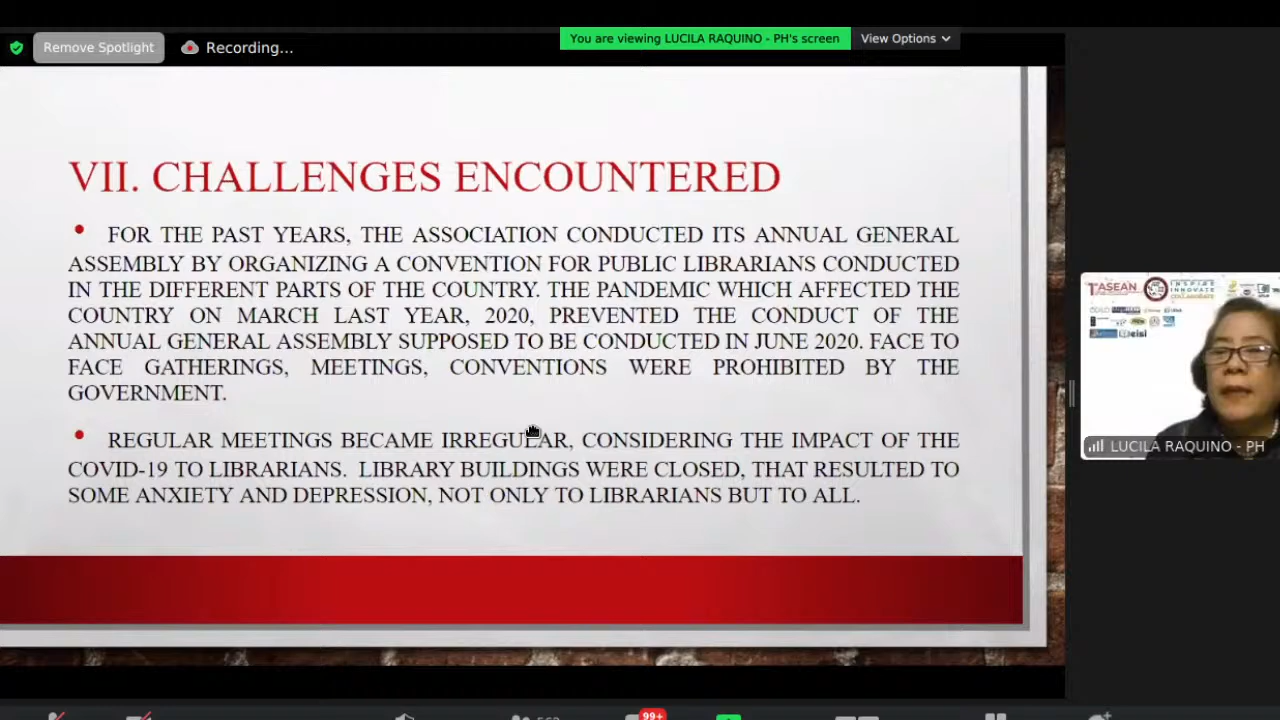 Remove Spotlight
Recording...
You are viewing LUCILA RAQUINO - PH's screen
View Options
VII. CHALLENGES ENCOUNTERED
• FOR THE PAST YEARS, THE ASSOCIATION CONDUCTED ITS ANNUAL GENERAL
ASSEMBLY BY ORGANIZING A CONVENTION FOR PUBLIC LIBRARIANS CONDUCTED
IN THE DIFFERENT PARTS OF THE COUNTRY. THE PANDEMIC WHICH AFFECTED THE
COUNTRY ON MARCH LAST YEAR, 2020, PREVENTED THE CONDUCT OF THE
ANNUAL GENERAL ASSEMBLY SUPPOSED TO BE CONDUCTED IN JUNE 2020. FACE TO
FACE GATHERINGS, MEETINGS, CONVENTIONS WERE PROHIBITED BY THE
GOVERNMENT.
• REGULAR MEETINGS BECAME IRREGULAR, CONSIDERING THE IMPACT OF THE
COVID-19 TO LIBRARIANS. LIBRARY BUILDINGS WERE CLOSED, THAT RESULTED TO
SOME ANXIETY AND DEPRESSION, NOT ONLY TO LIBRARIANS BUT TO ALL.
ASEAN
INSPIRE
INNOVATE
COLLABORATE
LUCILA RAQUINO - PH
99+